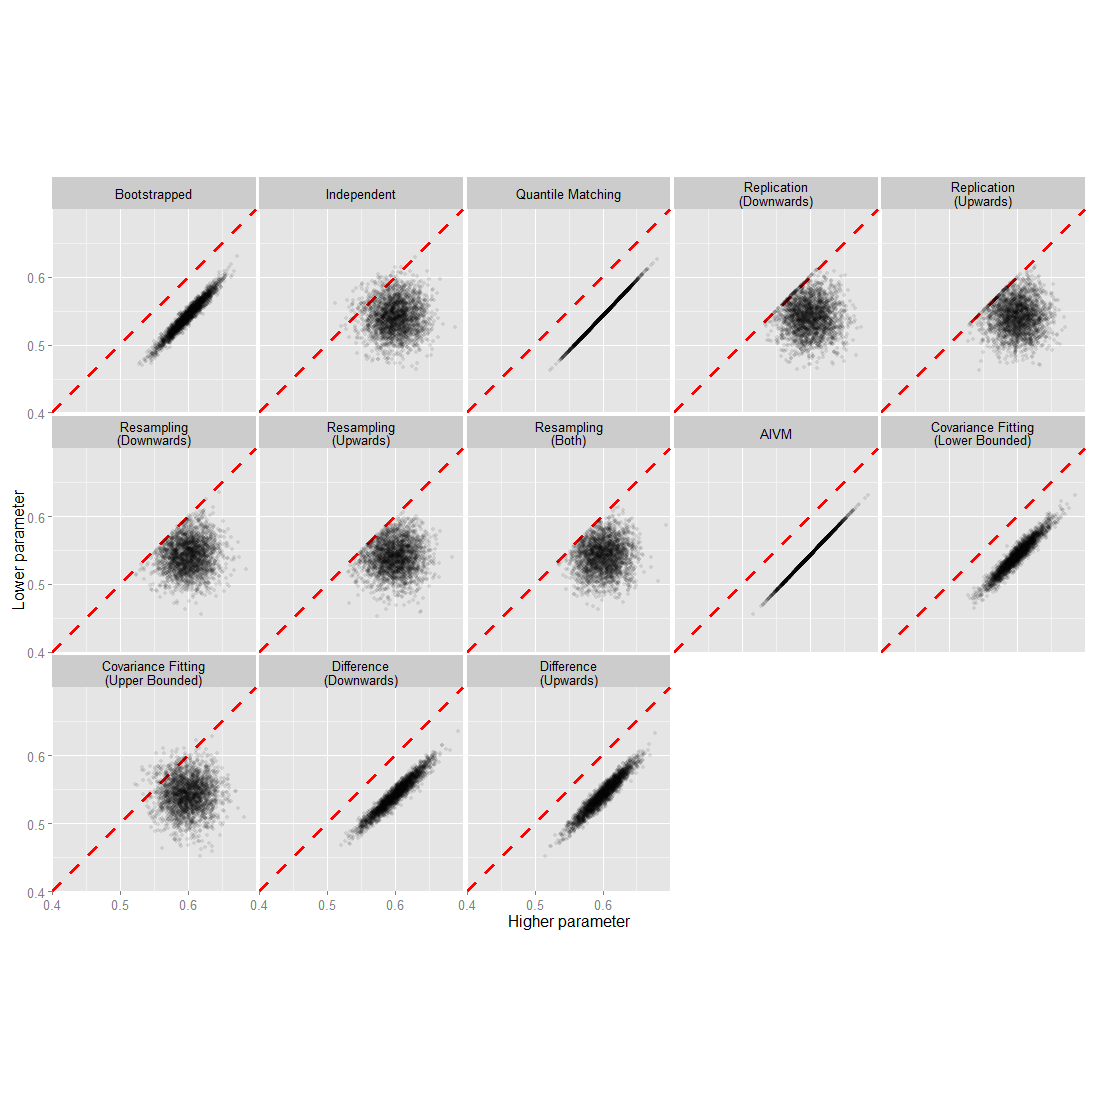 Bootstrapped
Independent
Quantile Matching
Replication
(Downwards)
Replication
(Upwards)
0.6
0.5
0.4
Resampling
(Downwards)
Resampling
(Upwards)
Resampling
(Both)
AIVM
Covariance Fitting
(Lower Bounded)
0.6
0.5
0.4
Lower parameter
Covariance Fitting
(Upper Bounded)
Difference
(Downwards)
Difference
(Upwards)
0.6
0.5
0.4
0.4 0.5 0.6 0.4 0.5 0.6 0.4 0.5 0.6
Higher parameter